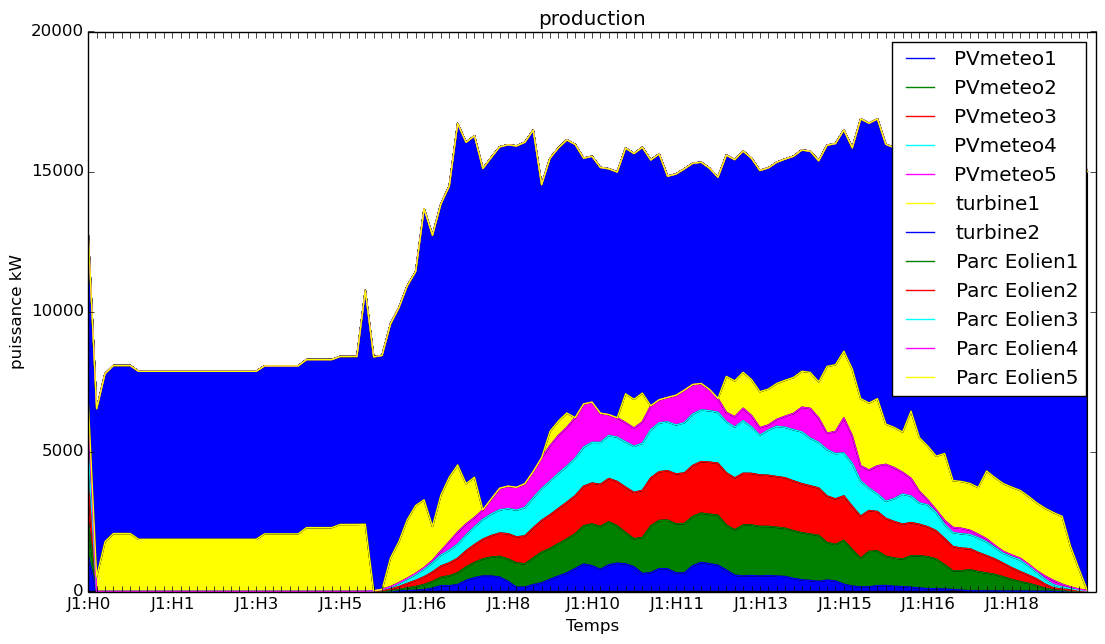 production
20000
15000
10000
5000
0
puissance kW
J1:H0 J1:H1 J1:H3 J1:H5 J1:H6 J1:H8 J1:H10 J1:H11 J1:H13 J1:H15 J1:H16 J1:H18
Temps
PVmeteo1
PVmeteo2
PVmeteo3
PVmeteo4
PVmeteo5
turbine1
turbine2
Parc Eolien1
Parc Eolien2
Parc Eolien3
Parc Eolien4
Parc Eolien5